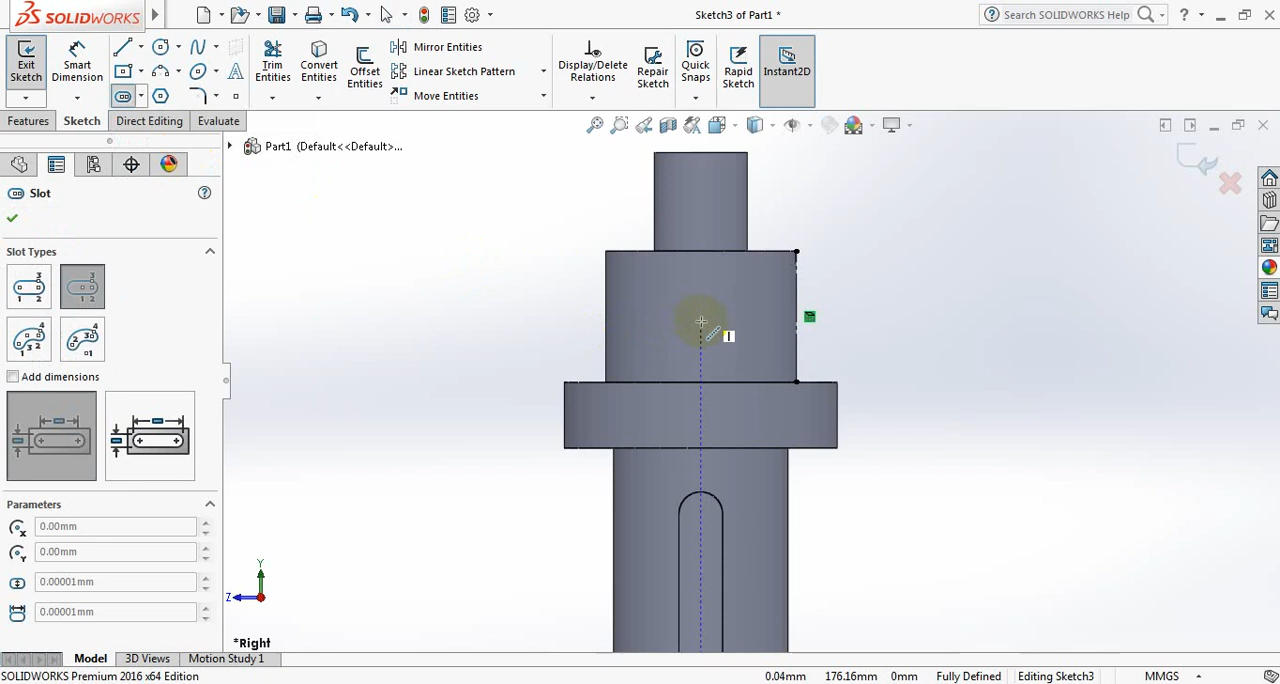 SOLIDWORKS
Sketch3 of Part1 *
Search SOLIDWORKS Help
Exit Sketch
Smart Dimension
Trim Entities
Convert Entities
Offset Entities
Mirror Entities
Linear Sketch Pattern
Move Entities
Display/Delete Relations
Repair Sketch
Quick Snaps
Rapid Sketch
Instant2D
Features
Sketch
Direct Editing
Evaluate
Part1 (Default<<Default>...
Slot
?
Slot Types
Add dimensions
Parameters
0.00mm
0.00mm
0.00001mm
0.00001mm
Y
Z
*Right
Model
3D Views
Motion Study 1
SOLIDWORKS Premium 2016 x64 Edition
0.04mm
176.16mm
0mm
Fully Defined
Editing Sketch3
MMGS